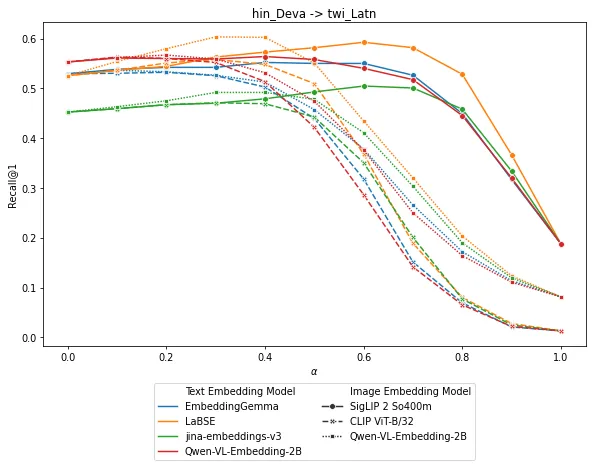 hin_Deva -> twi_Latn
Recall@1
0.6
0.5
0.4
0.3
0.2
0.1
0.0
0.0 0.2 0.4 0.6 0.8 1.0
α
Text Embedding Model
EmbeddingGemma
LaBSE
jina-embeddings-v3
Qwen-VL-Embedding-2B
Image Embedding Model
SigLIP 2 So400m
CLIP ViT-B/32
Qwen-VL-Embedding-2B